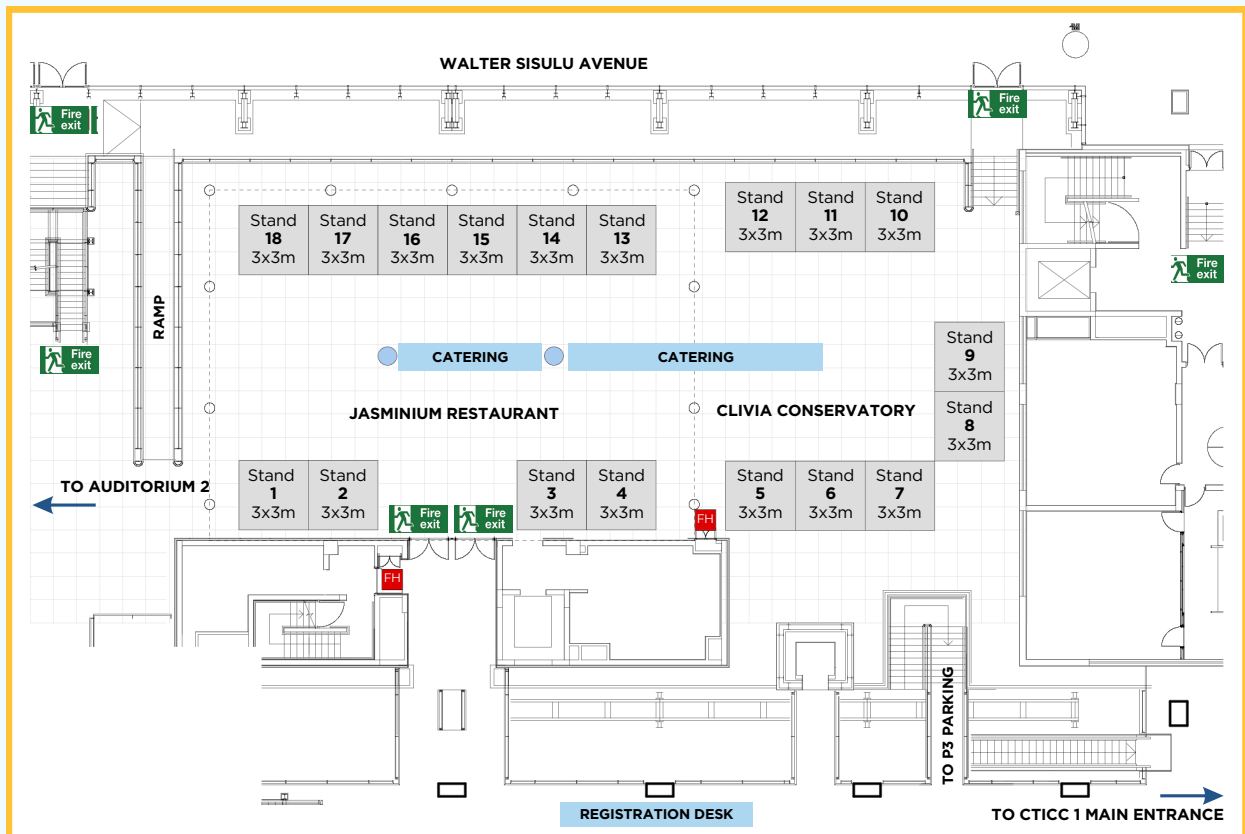 WALTER SISULU AVENUE
Fire
exit
Fire
exit
Stand
12
3x3m
Stand
11
3x3m
Stand
10
3x3m
Stand
18
3x3m
Stand
17
3x3m
Stand
16
3x3m
Stand
15
3x3m
Stand
14
3x3m
Stand
13
3x3m
Fire
exit
RAMP
Fire
exit
CATERING
CATERING
Stand
9
3x3m
Stand
8
3x3m
JASMINIUM RESTAURANT
CLIVIA CONSERVATORY
TO AUDITORIUM 2
Stand
1
3x3m
Stand
2
3x3m
Fire
exit
Fire
exit
Stand
3
3x3m
Stand
4
3x3m
FH
Stand
5
3x3m
Stand
6
3x3m
Stand
7
3x3m
FH
TO P3 PARKING
REGISTRATION DESK
TO CTICC 1 MAIN ENTRANCE